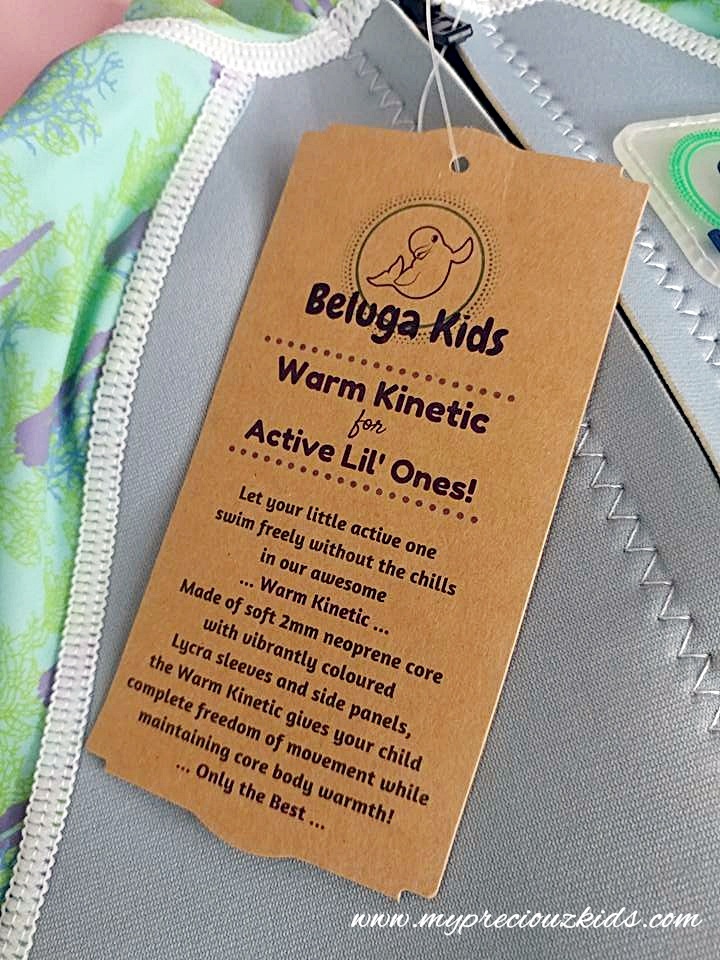 Beluga Kids
Warm Kinetic
for
Active Lil' Ones!
Let your little active one
swim freely without the chills
in our awesome
... Warm Kinetic ...
Made of soft 2mm neoprene core
with vibrantly coloured
Lycra sleeves and side panels,
the Warm Kinetic gives your child
complete freedom of movement while
maintaining core body warmth!
... Only the Best ...
www.mypreciouzkids.com